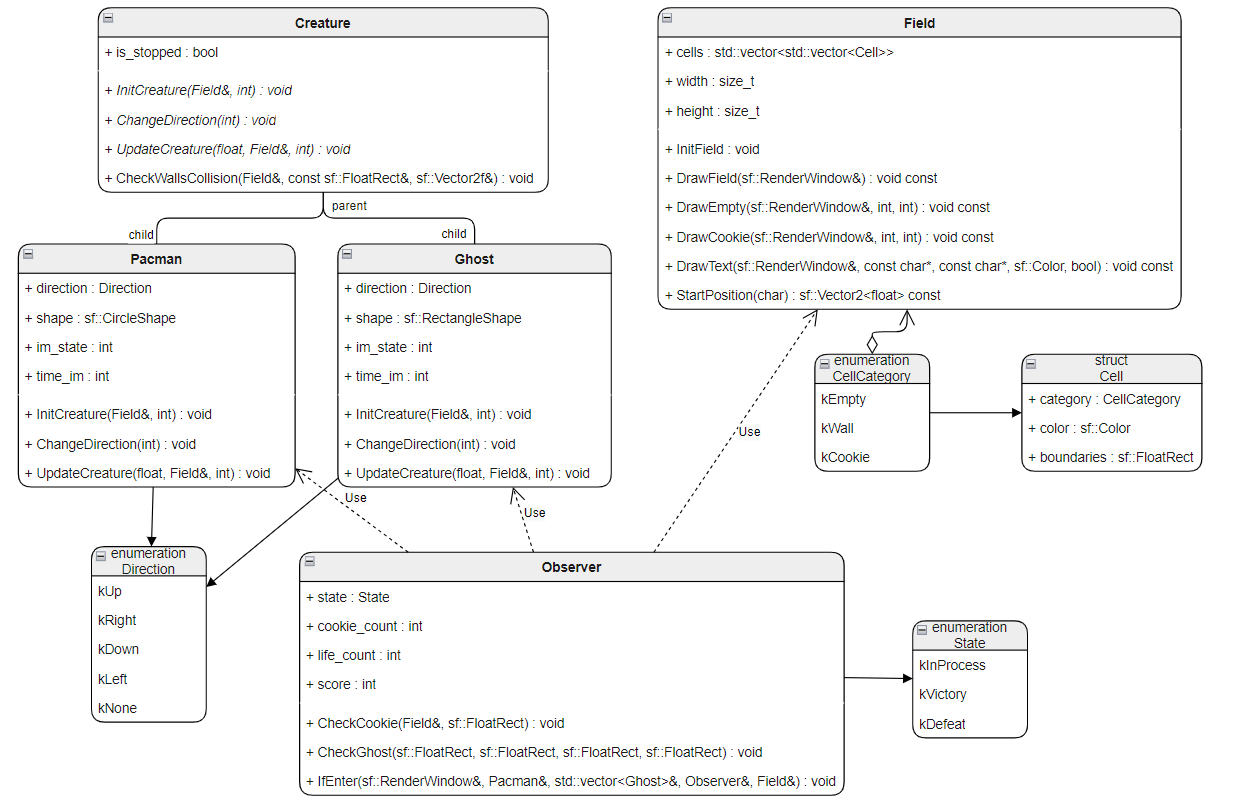 Creature
+ is_stopped : bool
+ InitCreature(Field&, int) : void
+ ChangeDirection(int) : void
+ UpdateCreature(float, Field&, int) : void
+ CheckWallsCollision(Field&, const sf::FloatRect&, sf::Vector2f&) : void
Field
+ cells : std::vector<std::vector<Cell>>
+ width : size_t
+ height : size_t
+ InitField : void
+ DrawField(sf::RenderWindow&) : void const
+ DrawEmpty(sf::RenderWindow&, int, int) : void const
+ DrawCookie(sf::RenderWindow&, int, int) : void const
+ DrawText(sf::RenderWindow&, const char*, const char*, sf::Color, bool) : void const
+ StartPosition(char) : sf::Vector2<float> const
parent
child
child
Pacman
+ direction : Direction
+ shape : sf::CircleShape
+ im_state : int
+ time_im : int
+ InitCreature(Field&, int) : void
+ ChangeDirection(int) : void
+ UpdateCreature(float, Field&, int) : void
Ghost
+ direction : Direction
+ shape : sf::RectangleShape
+ im_state : int
+ time_im : int
+ InitCreature(Field&, int) : void
+ ChangeDirection(int) : void
+ UpdateCreature(float, Field&, int) : void
enumeration
CellCategory
kEmpty
kWall
kCookie
struct
Cell
+ category : CellCategory
+ color : sf::Color
+ boundaries : sf::FloatRect
Use
Use
Use
enumeration
Direction
kUp
kRight
kDown
kLeft
kNone
Observer
+ state : State
+ cookie_count : int
+ life_count : int
+ score : int
+ CheckCookie(Field&, sf::FloatRect) : void
+ CheckGhost(sf::FloatRect, sf::FloatRect, sf::FloatRect, sf::FloatRect) : void
+ IfEnter(sf::RenderWindow&, Pacman&, std::vector<Ghost>&, Observer&, Field&) : void
enumeration
State
kInProcess
kVictory
kDefeat